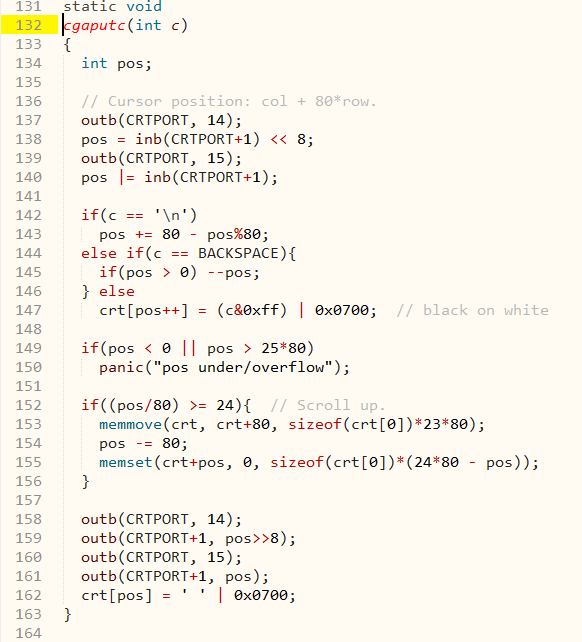 131 static void
132 cgaputc(int c)
133 {
134   int pos;
135
136   // Cursor position: col + 80*row.
137   outb(CRTPORT, 14);
138   pos = inb(CRTPORT+1) << 8;
139   outb(CRTPORT, 15);
140   pos |= inb(CRTPORT+1);
141
142   if(c == '\n')
143     pos += 80 - pos%80;
144   else if(c == BACKSPACE){
145     if(pos > 0) --pos;
146   } else
147     crt[pos++] = (c&0xff) | 0x0700;  // black on white
148
149   if(pos < 0 || pos > 25*80)
150     panic("pos under/overflow");
151
152   if((pos/80) >= 24){  // Scroll up.
153     memmove(crt, crt+80, sizeof(crt[0])*23*80);
154     pos -= 80;
155     memset(crt+pos, 0, sizeof(crt[0])*(24*80 - pos));
156   }
157
158   outb(CRTPORT, 14);
159   outb(CRTPORT+1, pos>>8);
160   outb(CRTPORT, 15);
161   outb(CRTPORT+1, pos);
162   crt[pos] = ' ' | 0x0700;
163 }
164